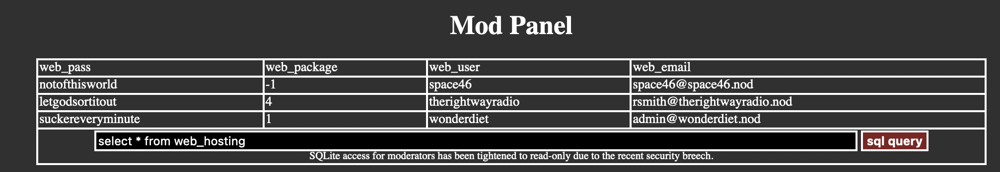 Mod Panel
web_pass web_package web_user web_email
notofthisworld -1 space46 space46@space46.nod
letgodsortitout 4 therightwayradio rsmith@therightwayradio.nod
suckereveryminute 1 wonderdiet admin@wonderdiet.nod
select * from web_hosting sql query
SQLite access for moderators has been tightened to read-only due to the recent security breech.